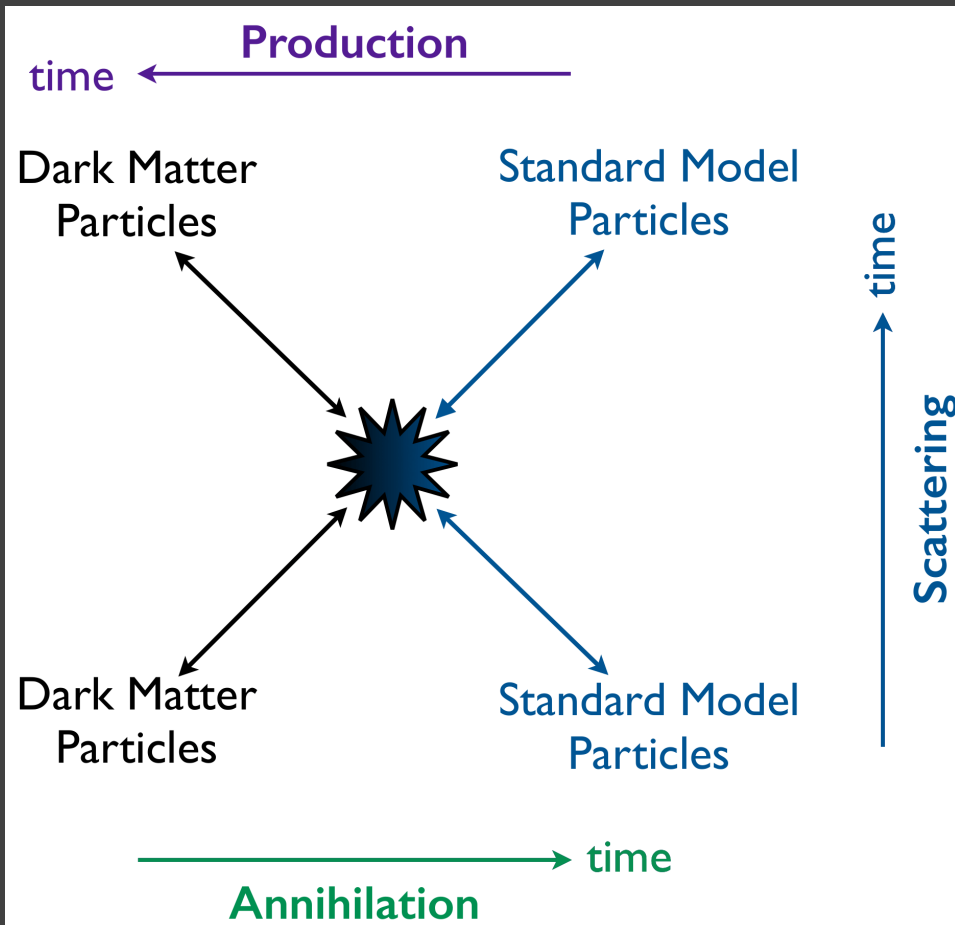 Production
time
Dark Matter
Particles
Standard Model
Particles
time
Scattering
Dark Matter
Particles
Standard Model
Particles
time
Annihilation